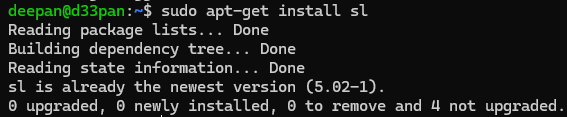 deepan@d33pan:~$ sudo apt-get install sl
Reading package lists... Done
Building dependency tree... Done
Reading state information... Done
sl is already the newest version (5.02-1).
0 upgraded, 0 newly installed, 0 to remove and 4 not upgraded.